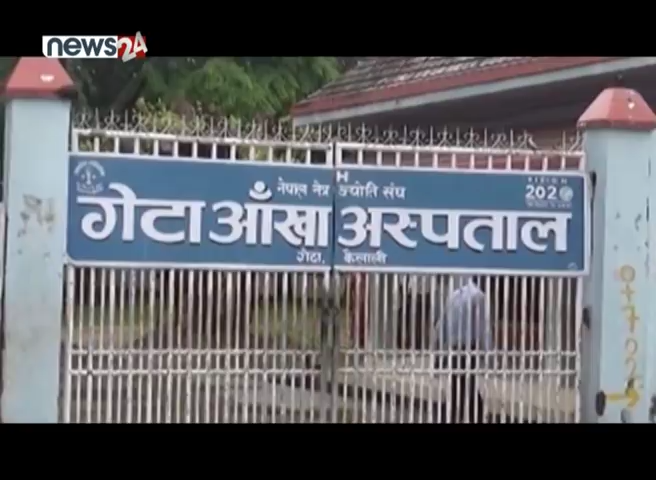 news24
नेपाल नेत्र ज्योति संघ
VISION
2020
गेटा आँखा अस्पताल
गेटा, कैलाली